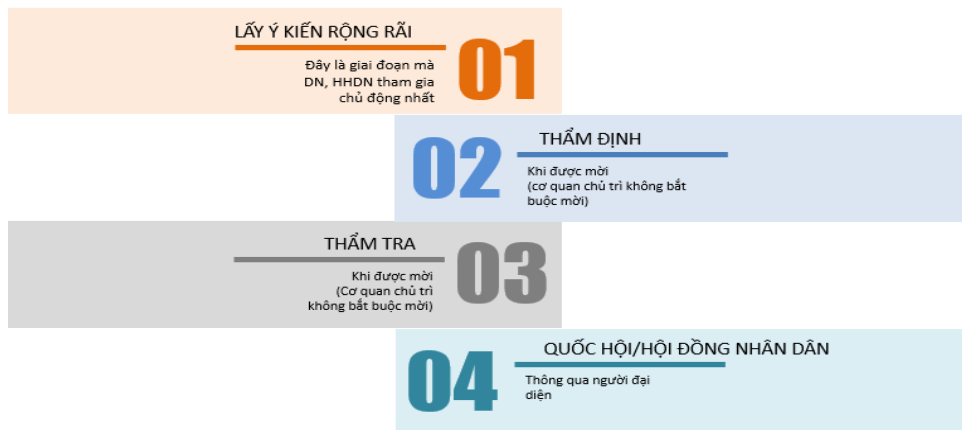 LẤY Ý KIẾN RỘNG RÃI
Đây là giai đoạn mà
DN, HHDN tham gia
chủ động nhất
01
02
THẨM ĐỊNH
Khi được mời
(cơ quan chủ trì không bắt
buộc mời)
THẨM TRA
Khi được mời
(Cơ quan chủ trì
không bắt buộc mời)
03
04
QUỐC HỘI/HỘI ĐỒNG NHÂN DÂN
Thông qua người đại
diện